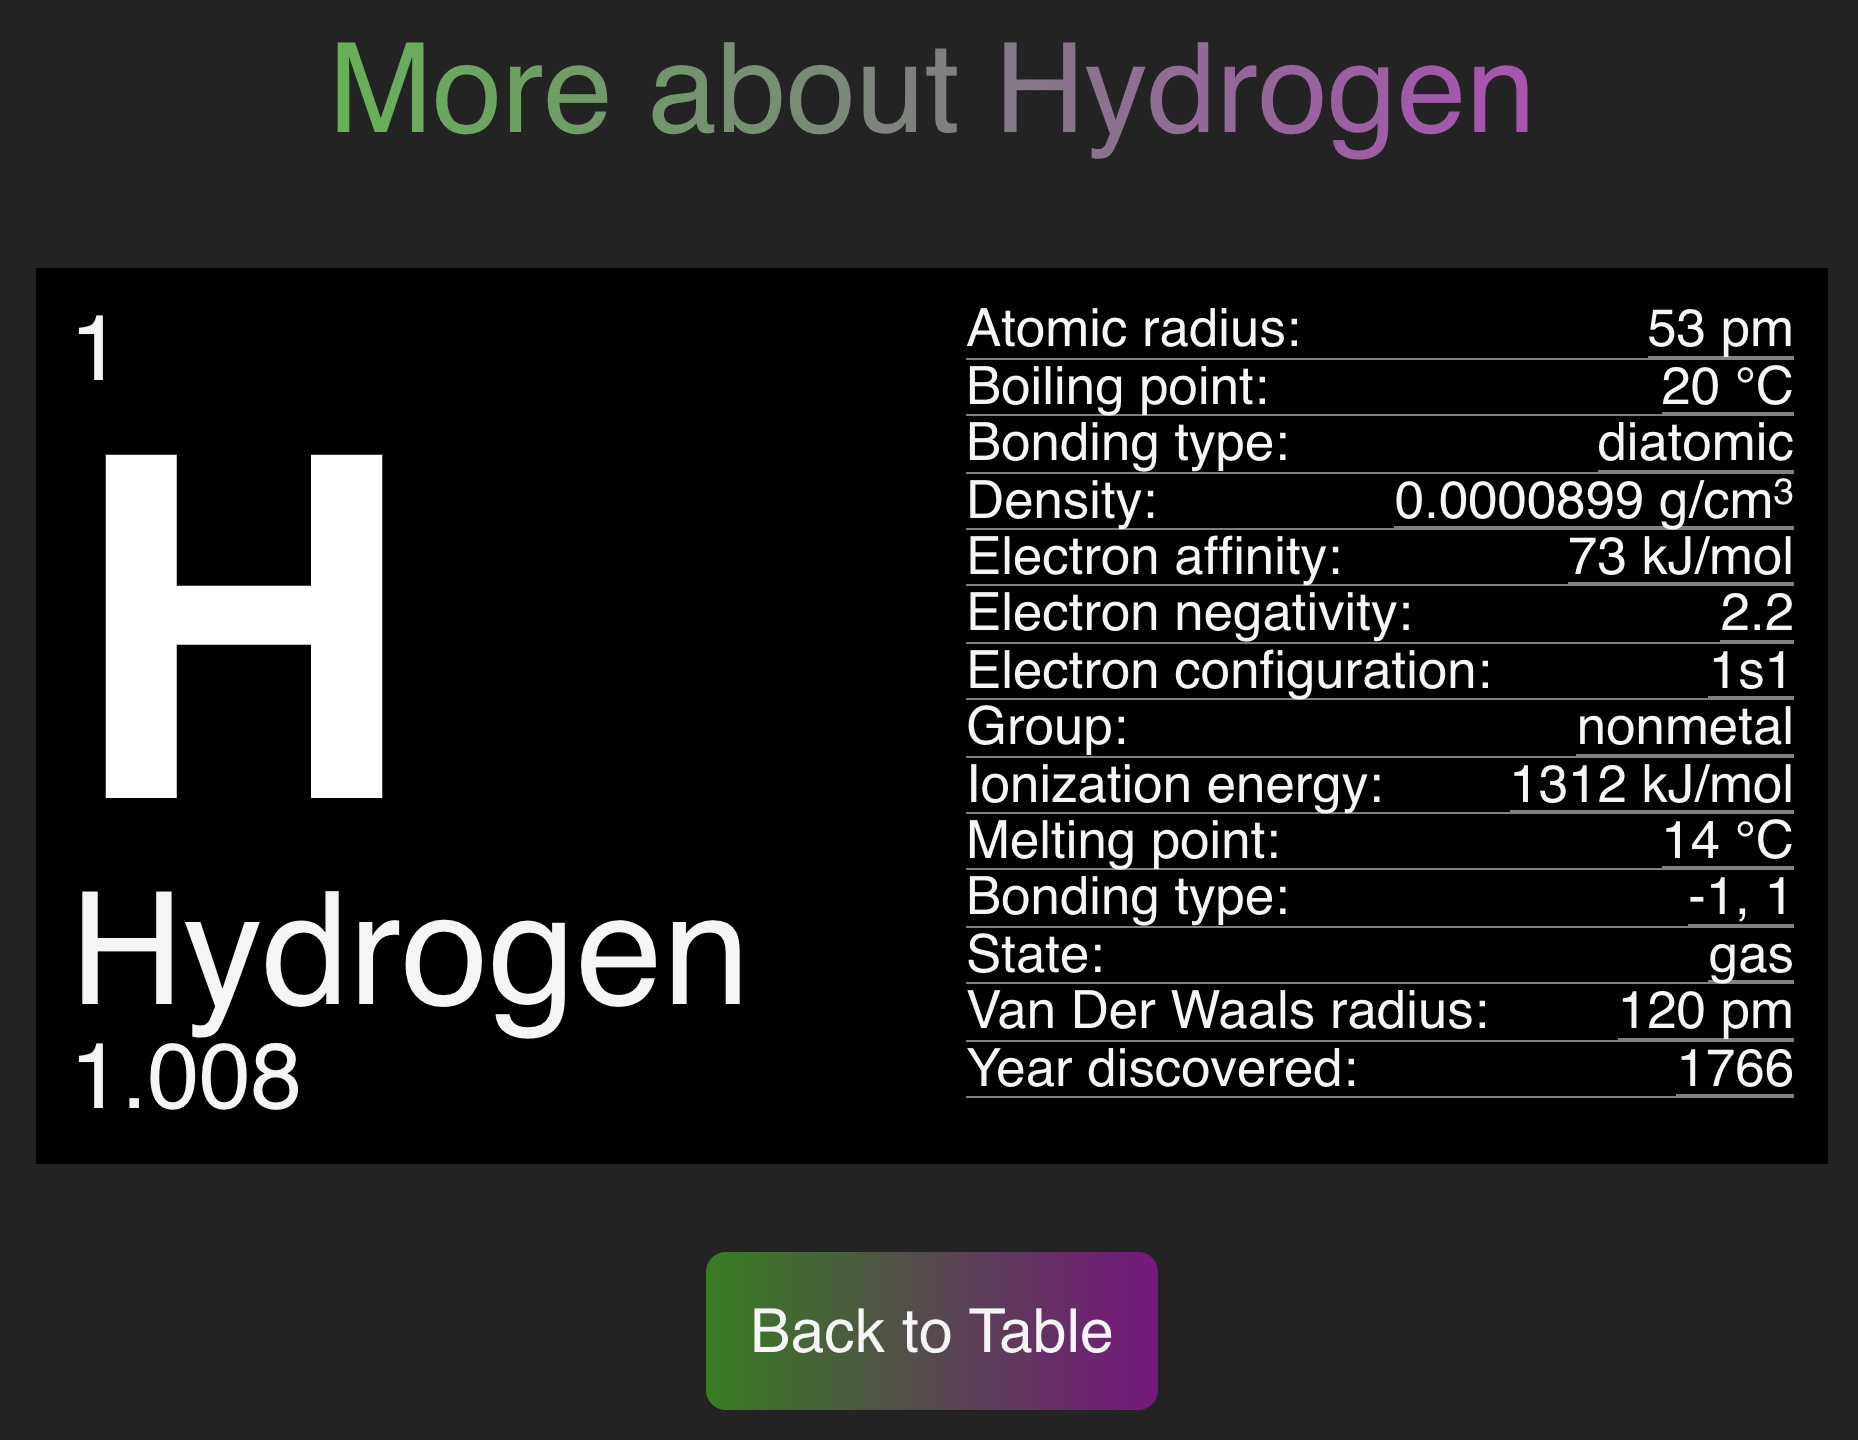 More about Hydrogen
1
H
Hydrogen
1.008
Atomic radius: 53 pm
Boiling point: 20 °C
Bonding type: diatomic
Density: 0.0000899 g/cm³
Electron affinity: 73 kJ/mol
Electron negativity: 2.2
Electron configuration: 1s1
Group: nonmetal
Ionization energy: 1312 kJ/mol
Melting point: 14 °C
Bonding type: -1, 1
State: gas
Van Der Waals radius: 120 pm
Year discovered: 1766
Back to Table